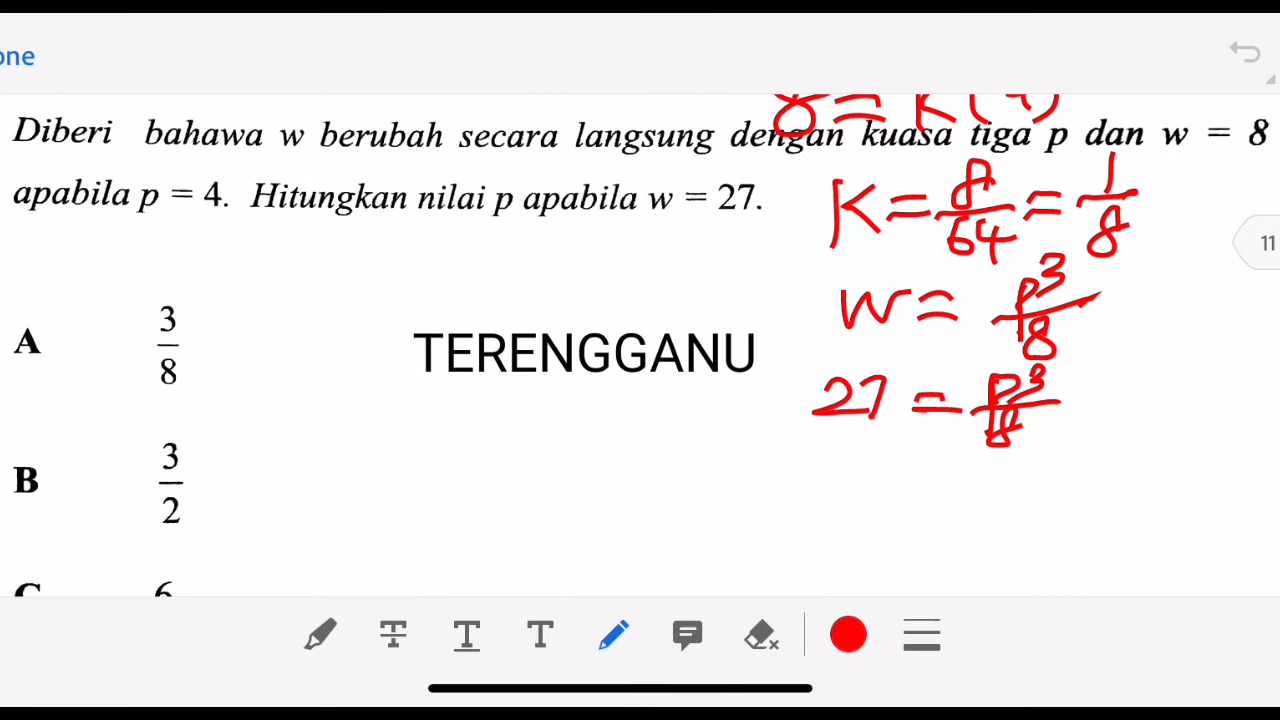 one
Diberi bahawa w berubah secara langsung dengan kuasa tiga p dan w = 8
apabila p = 4. Hitungkan nilai p apabila w = 27.
K = 8/64 = 1/8
w = p³/8
27 = p³/8
11
A 3/8
TERENGGANU
B 3/2
C 6
T T T